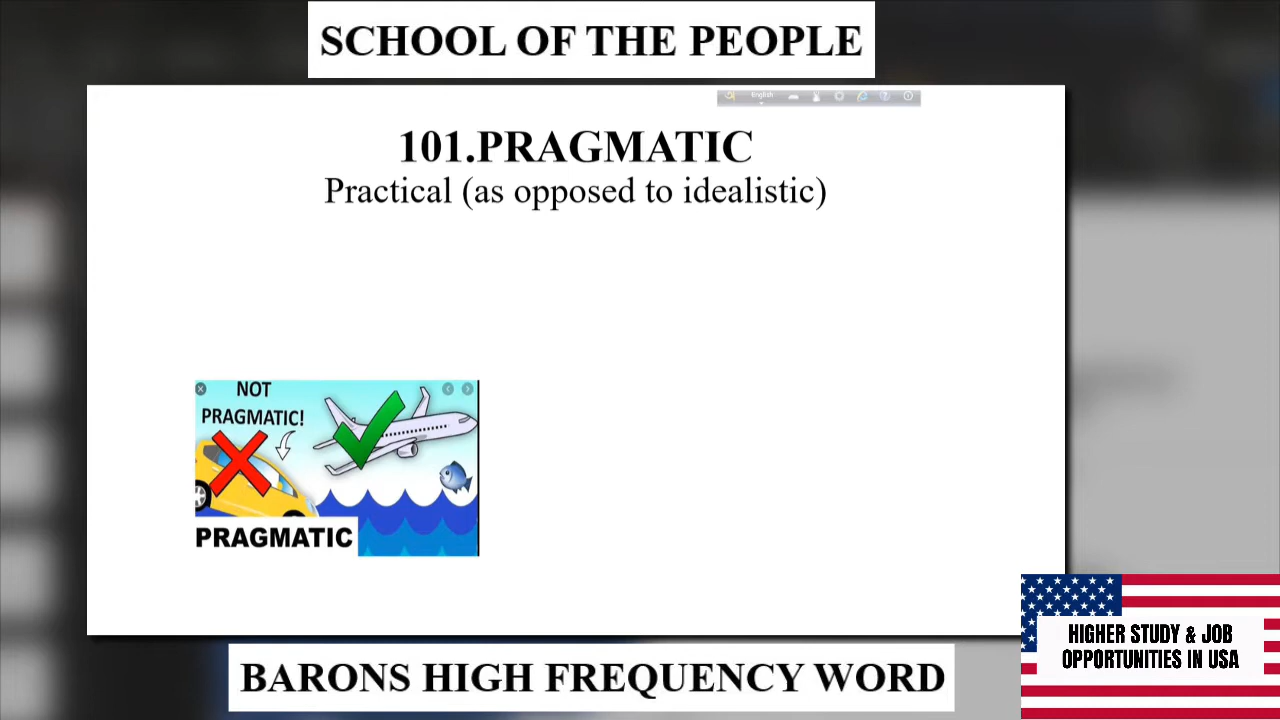 SCHOOL OF THE PEOPLE
English
101.PRAGMATIC
Practical (as opposed to idealistic)
NOT
PRAGMATIC!
PRAGMATIC
HIGHER STUDY & JOB
OPPORTUNITIES IN USA
BARONS HIGH FREQUENCY WORD